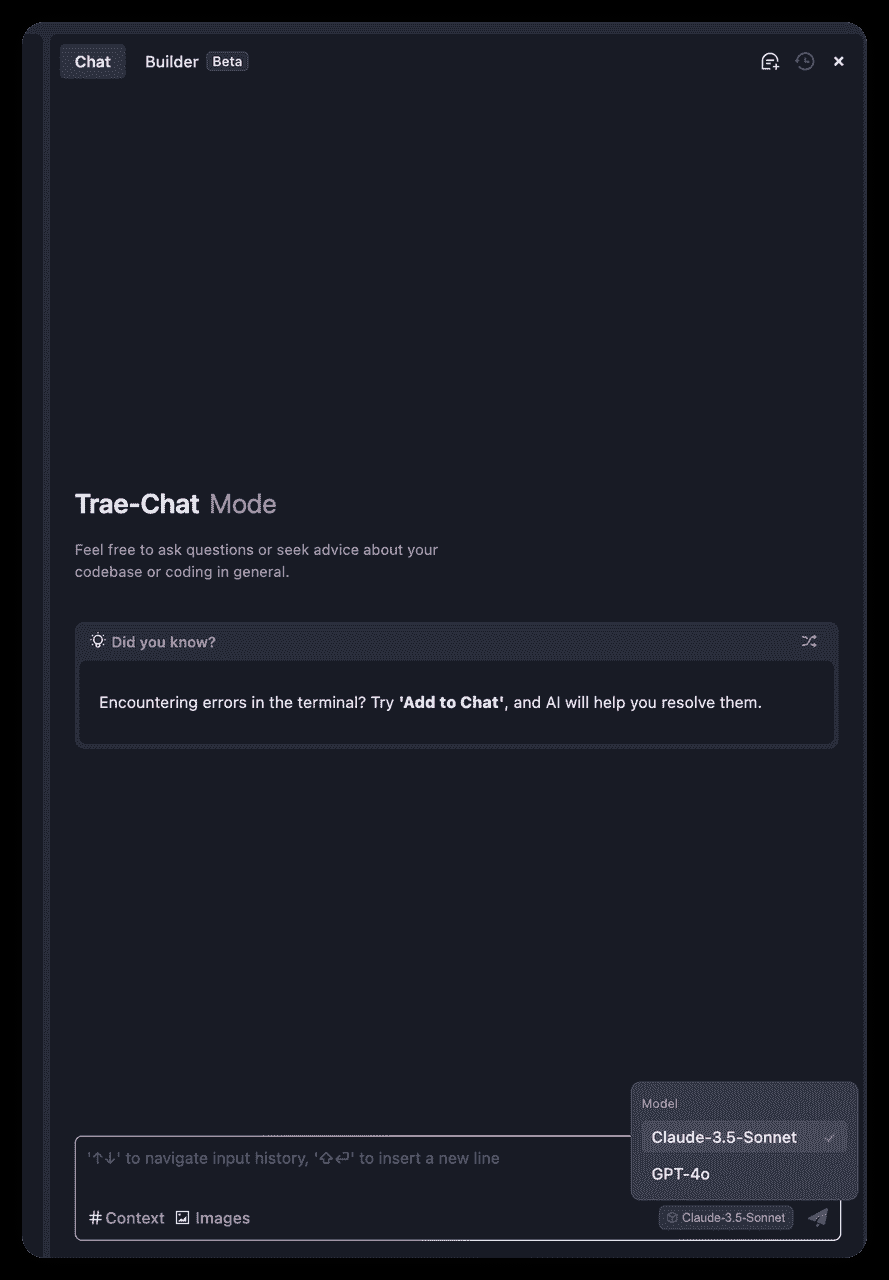 Chat
Builder Beta
Trae-Chat Mode
Feel free to ask questions or seek advice about your
codebase or coding in general.
Did you know?
Encountering errors in the terminal? Try 'Add to Chat', and AI will help you resolve them.
Model
Claude-3.5-Sonnet
GPT-4o
'↑↓' to navigate input history, '⇧⏎' to insert a new line
# Context
Images
Claude-3.5-Sonnet